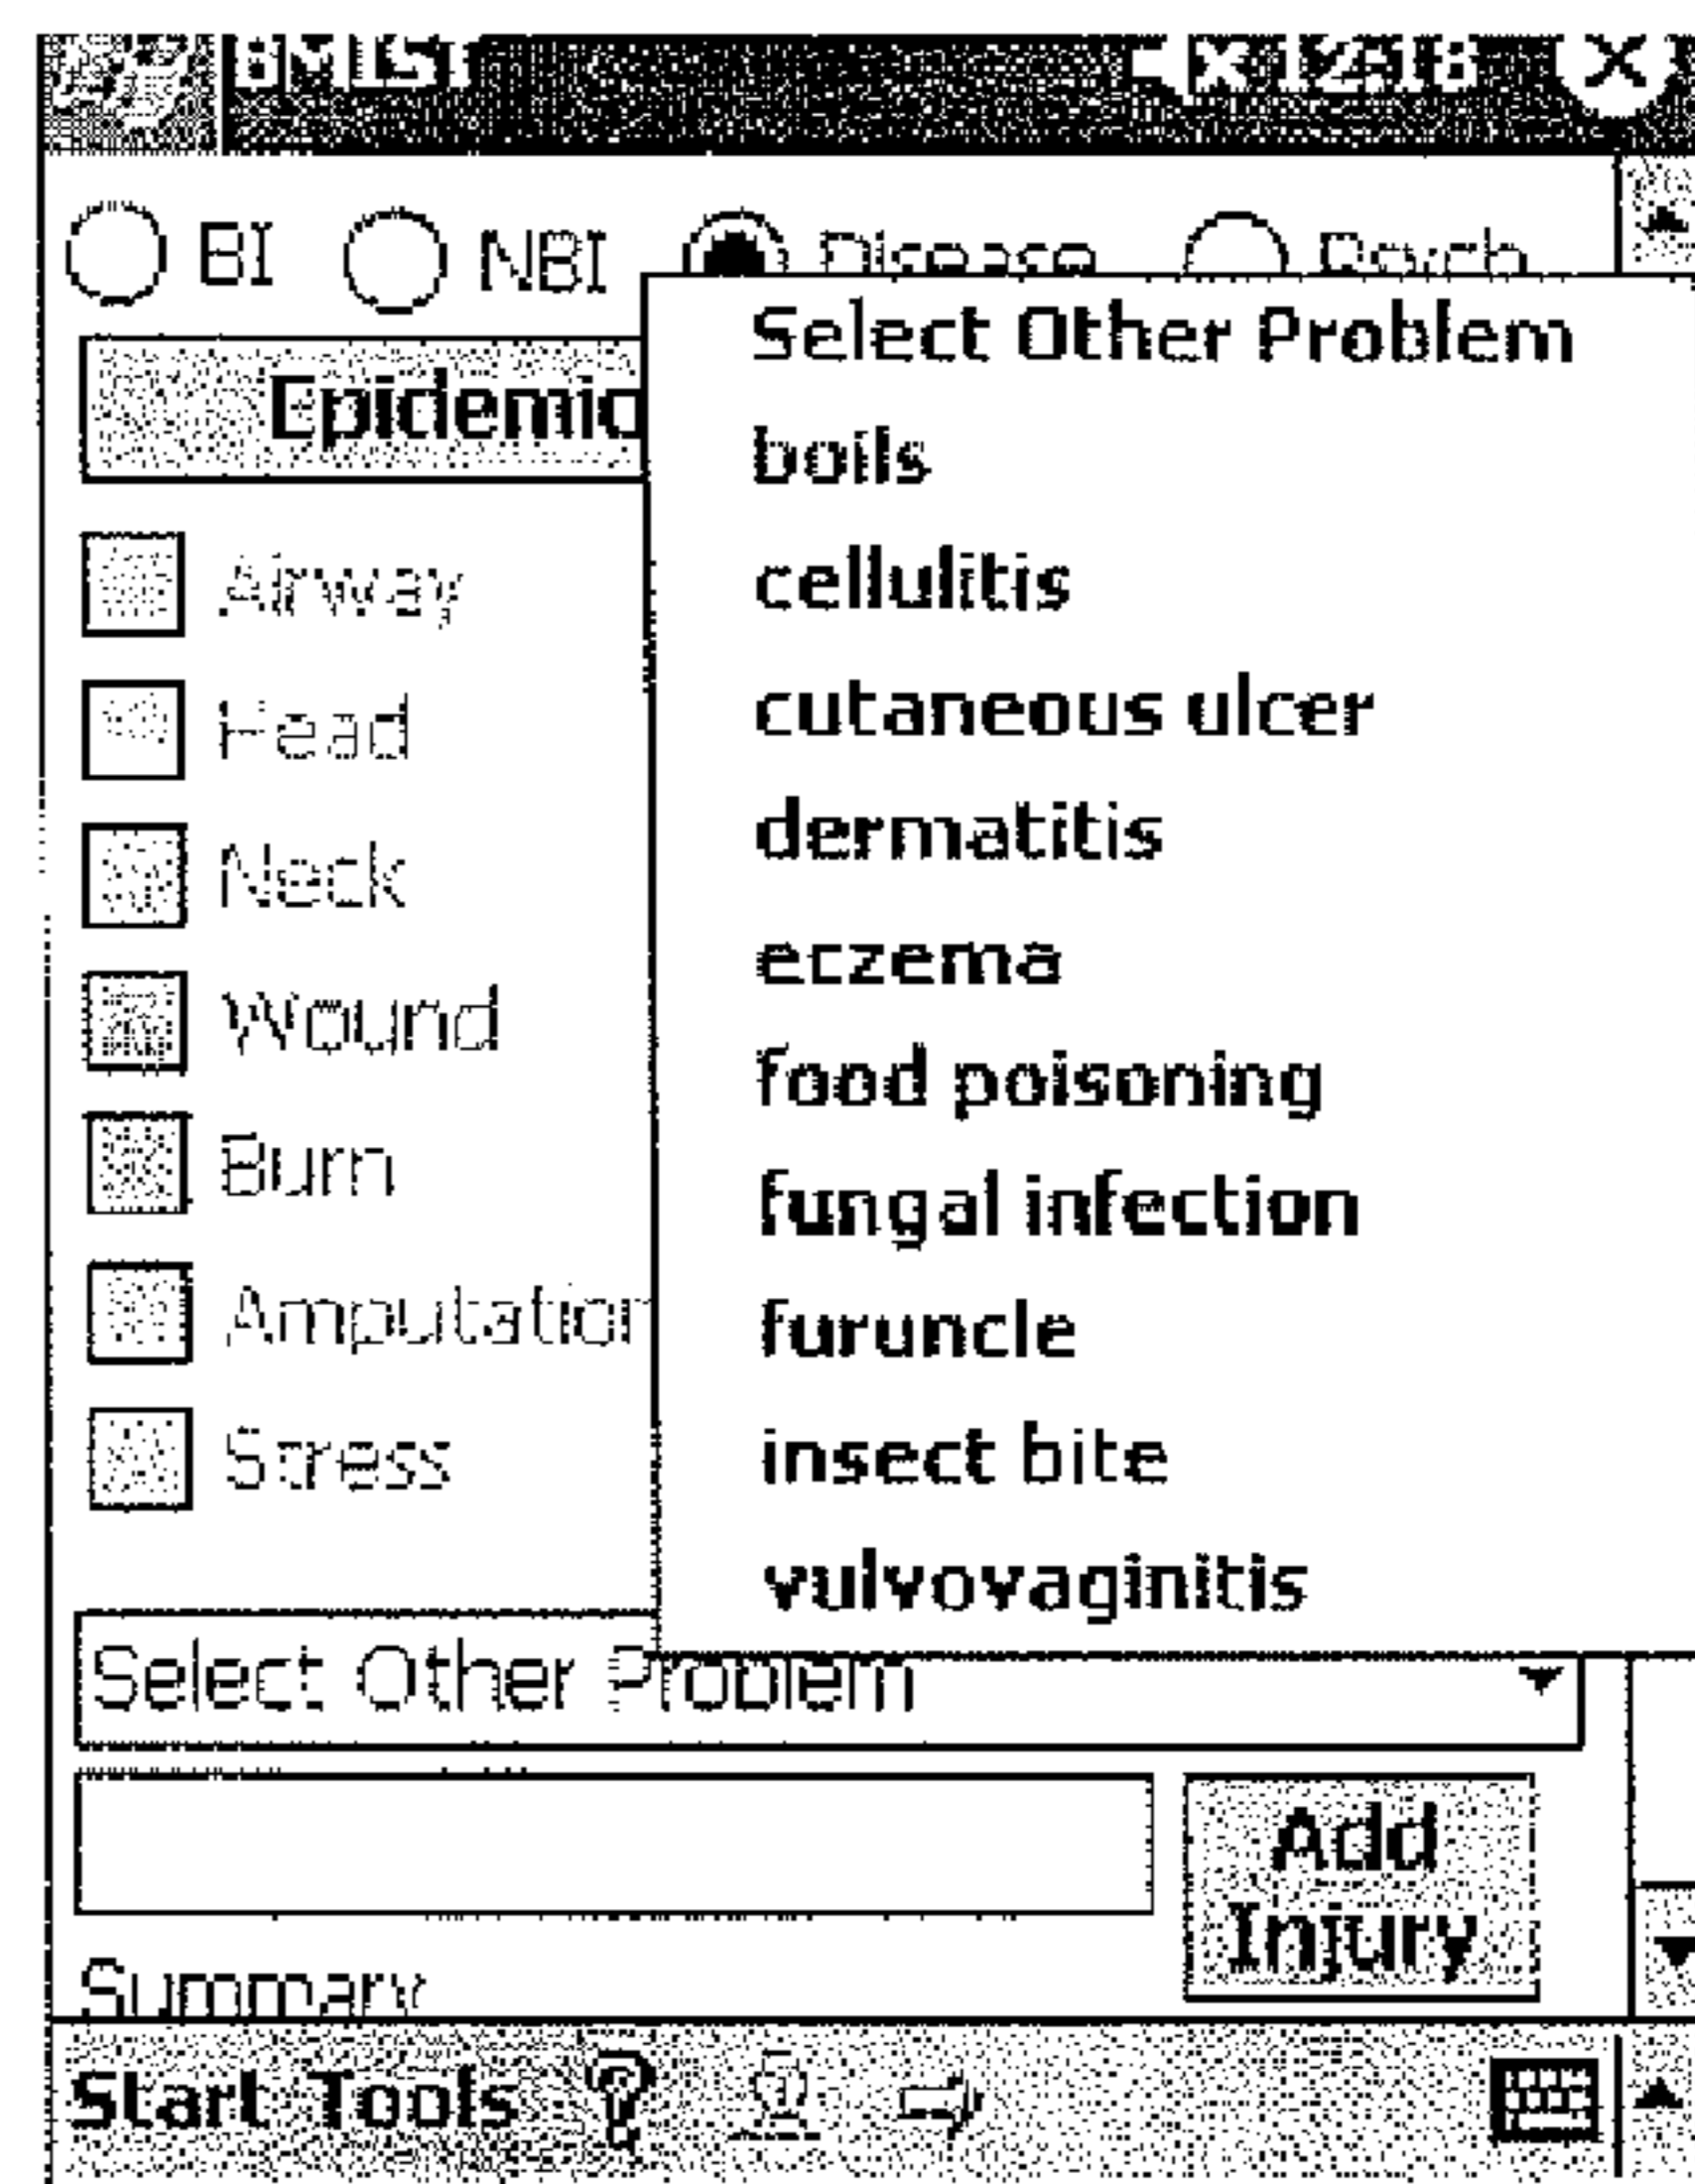 BMIST
BI NBI Disease Psych
Select Other Problem
Epidemic
boils
Airway
cellulitis
Head
cutaneous ulcer
Neck
dermatitis
eczema
Wound
food poisoning
Burn
fungal infection
Amputation
furuncle
Stress
insect bite
vulvovaginitis
Select Other Problem
Add
Injury
Summary
Start Tools